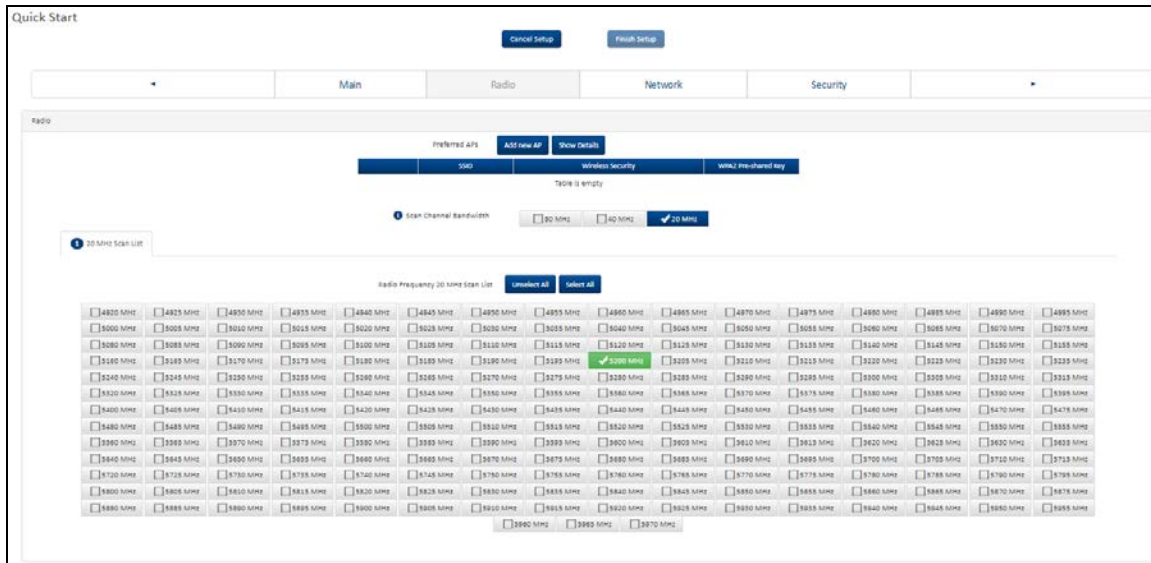 Quick Start
Cancel Setup Finish Setup
Main Radio Network Security
Radio
Preferred APs Add new AP Show Details
SSID Wireless Security WPA2 Pre-shared Key
Table is empty
Scan Channel Bandwidth 80 MHz 40 MHz 20 MHz
20 MHz Scan List
Radio Frequency 20 MHz Scan List Unselect All Select All
4920 MHz 4925 MHz 4930 MHz 4935 MHz 4940 MHz 4945 MHz 4950 MHz 4955 MHz 4960 MHz 4965 MHz 4970 MHz 4975 MHz 4980 MHz 4985 MHz 4990 MHz 4995 MHz
5000 MHz 5005 MHz 5010 MHz 5015 MHz 5020 MHz 5025 MHz 5030 MHz 5035 MHz 5040 MHz 5045 MHz 5050 MHz 5055 MHz 5060 MHz 5065 MHz 5070 MHz 5075 MHz
5080 MHz 5085 MHz 5090 MHz 5095 MHz 5100 MHz 5105 MHz 5110 MHz 5115 MHz 5120 MHz 5125 MHz 5130 MHz 5135 MHz 5140 MHz 5145 MHz 5150 MHz 5155 MHz
5160 MHz 5165 MHz 5170 MHz 5175 MHz 5180 MHz 5185 MHz 5190 MHz 5195 MHz 5200 MHz 5205 MHz 5210 MHz 5215 MHz 5220 MHz 5225 MHz 5230 MHz 5235 MHz
5240 MHz 5245 MHz 5250 MHz 5255 MHz 5260 MHz 5265 MHz 5270 MHz 5275 MHz 5280 MHz 5285 MHz 5290 MHz 5295 MHz 5300 MHz 5305 MHz 5310 MHz 5315 MHz
5320 MHz 5325 MHz 5330 MHz 5335 MHz 5340 MHz 5345 MHz 5350 MHz 5355 MHz 5360 MHz 5365 MHz 5370 MHz 5375 MHz 5380 MHz 5385 MHz 5390 MHz 5395 MHz
5400 MHz 5405 MHz 5410 MHz 5415 MHz 5420 MHz 5425 MHz 5430 MHz 5435 MHz 5440 MHz 5445 MHz 5450 MHz 5455 MHz 5460 MHz 5465 MHz 5470 MHz 5475 MHz
5480 MHz 5485 MHz 5490 MHz 5495 MHz 5500 MHz 5505 MHz 5510 MHz 5515 MHz 5520 MHz 5525 MHz 5530 MHz 5535 MHz 5540 MHz 5545 MHz 5550 MHz 5555 MHz
5560 MHz 5565 MHz 5570 MHz 5575 MHz 5580 MHz 5585 MHz 5590 MHz 5595 MHz 5600 MHz 5605 MHz 5610 MHz 5615 MHz 5620 MHz 5625 MHz 5630 MHz 5635 MHz
5640 MHz 5645 MHz 5650 MHz 5655 MHz 5660 MHz 5665 MHz 5670 MHz 5675 MHz 5680 MHz 5685 MHz 5690 MHz 5695 MHz 5700 MHz 5705 MHz 5710 MHz 5715 MHz
5720 MHz 5725 MHz 5730 MHz 5735 MHz 5740 MHz 5745 MHz 5750 MHz 5755 MHz 5760 MHz 5765 MHz 5770 MHz 5775 MHz 5780 MHz 5785 MHz 5790 MHz 5795 MHz
5800 MHz 5805 MHz 5810 MHz 5815 MHz 5820 MHz 5825 MHz 5830 MHz 5835 MHz 5840 MHz 5845 MHz 5850 MHz 5855 MHz 5860 MHz 5865 MHz 5870 MHz 5875 MHz
5880 MHz 5885 MHz 5890 MHz 5895 MHz 5900 MHz 5905 MHz 5910 MHz 5915 MHz 5920 MHz 5925 MHz 5930 MHz 5935 MHz 5940 MHz 5945 MHz 5950 MHz 5955 MHz
5960 MHz 5965 MHz 5970 MHz